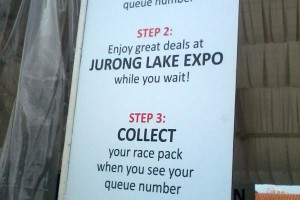 queue number
STEP 2:
Enjoy great deals at
JURONG LAKE EXPO
while you wait!
STEP 3:
COLLECT
your race pack
when you see your
queue number
N